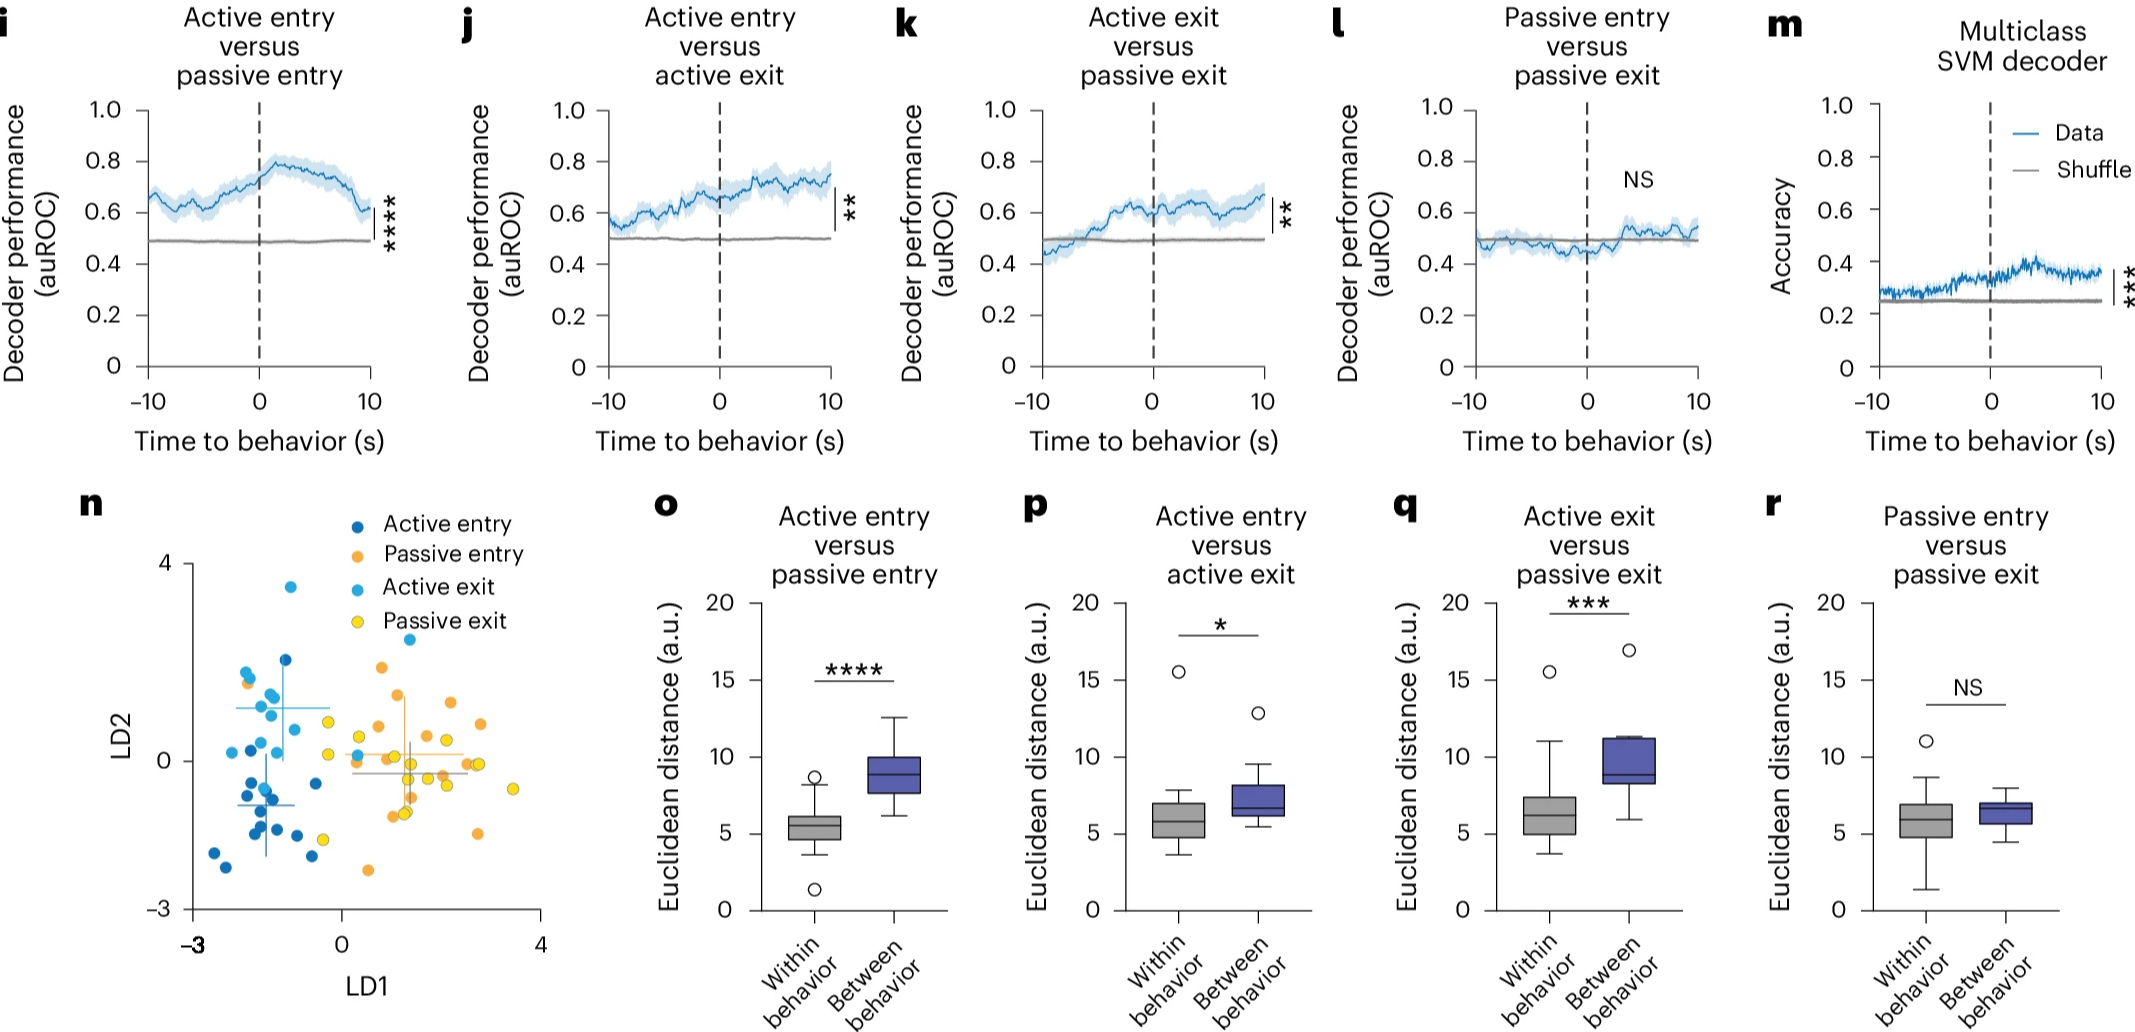 i
Active entry
versus
passive entry
Decoder performance
(auROC)
1.0
0.8
0.6
0.4
0.2
0
–10
0
10
Time to behavior (s)
****
j
Active entry
versus
active exit
Decoder performance
(auROC)
1.0
0.8
0.6
0.4
0.2
0
–10
0
10
Time to behavior (s)
**
k
Active exit
versus
passive exit
Decoder performance
(auROC)
1.0
0.8
0.6
0.4
0.2
0
–10
0
10
Time to behavior (s)
**
l
Passive entry
versus
passive exit
Decoder performance
(auROC)
1.0
0.8
0.6
0.4
0.2
0
NS
–10
0
10
Time to behavior (s)
m
Multiclass
SVM decoder
Accuracy
1.0
0.8
0.6
0.4
0.2
0
Data
Shuffle
***
–10
0
10
Time to behavior (s)
n
Active entry
Passive entry
Active exit
Passive exit
LD2
4
0
–3
–3
0
4
LD1
o
Active entry
versus
passive entry
Euclidean distance (a.u.)
20
15
10
5
0
****
Within
behavior
Between
behavior
p
Active entry
versus
active exit
Euclidean distance (a.u.)
20
15
10
5
0
*
Within
behavior
Between
behavior
q
Active exit
versus
passive exit
Euclidean distance (a.u.)
20
15
10
5
0
***
Within
behavior
Between
behavior
r
Passive entry
versus
passive exit
Euclidean distance (a.u.)
20
15
10
5
0
NS
Within
behavior
Between
behavior